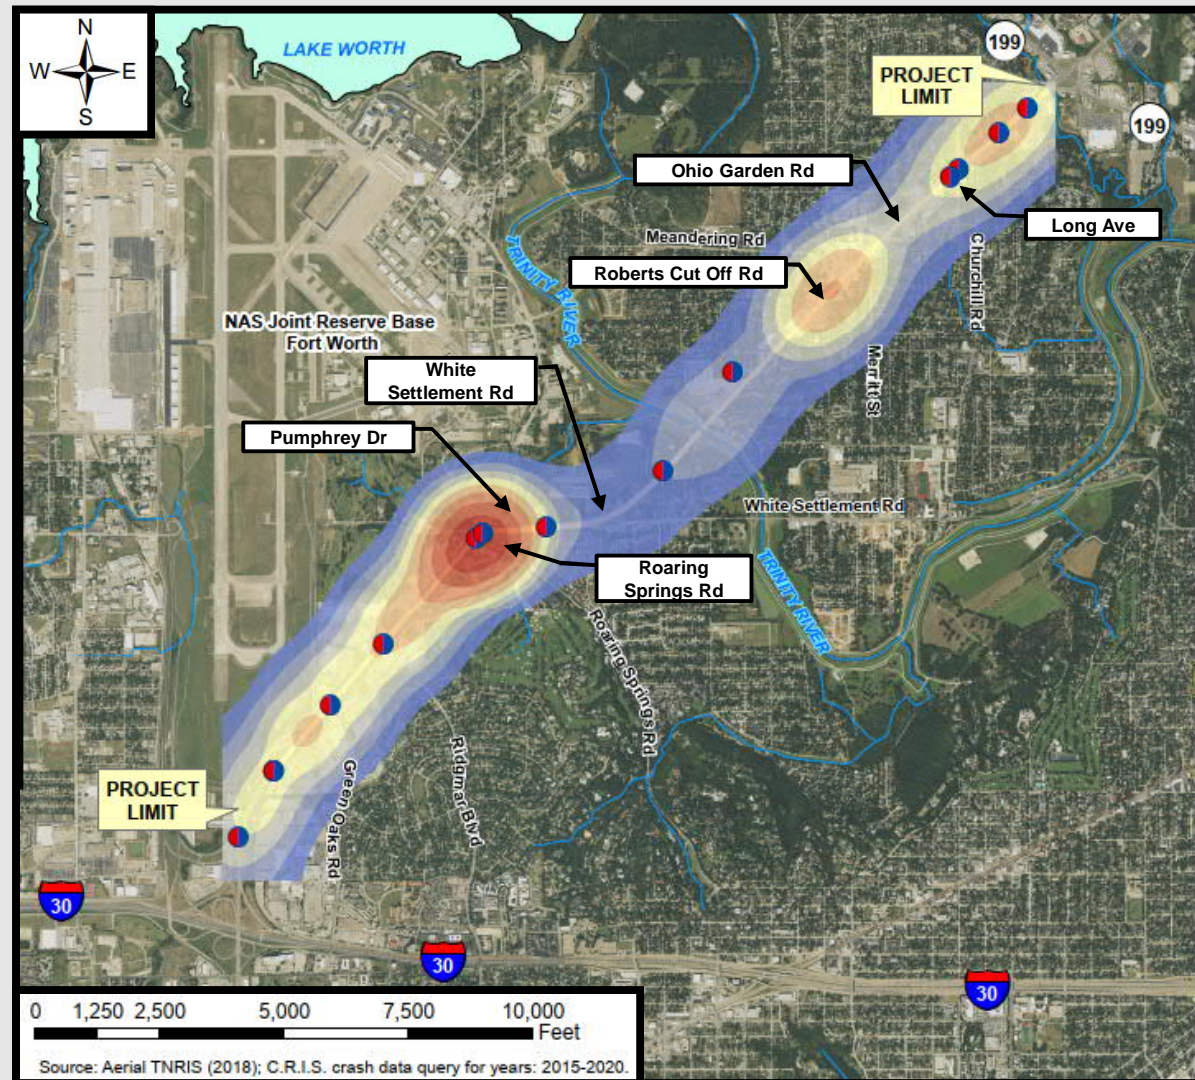 N
W
E
S
LAKE WORTH
199
PROJECT
LIMIT
199
Ohio Garden Rd
Long Ave
Meandering Rd
TRINITY RIVER
Roberts Cut Off Rd
Churchill Rd
NAS Joint Reserve Base
Fort Worth
Merritt St
White
Settlement Rd
Pumphrey Dr
White Settlement Rd
Roaring
Springs Rd
TRINITY RIVER
Roaring Springs Rd
Ridgmar Blvd
Green Oaks Rd
PROJECT
LIMIT
30
30
30
0 1,250 2,500 5,000 7,500 10,000
Feet
Source: Aerial TNRIS (2018); C.R.I.S. crash data query for years: 2015-2020.